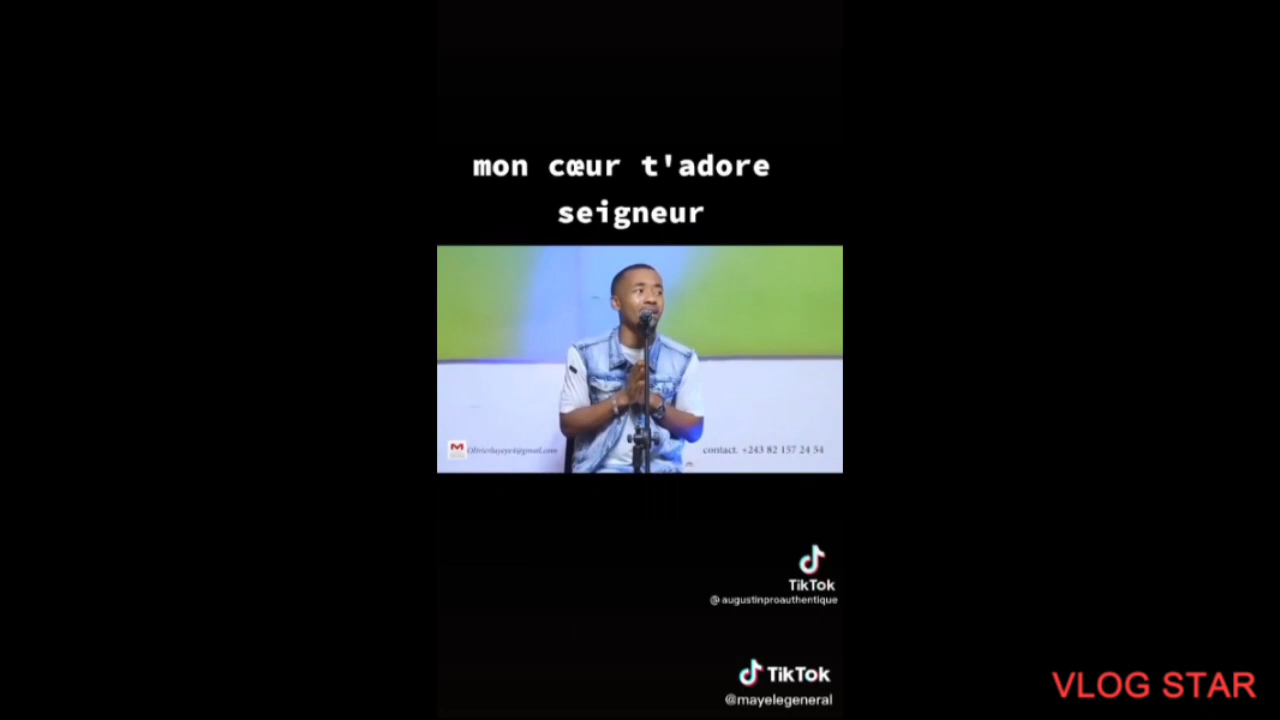 mon cœur t'adore
seigneur
contact. +243 82 157 24 54
TikTok
@augustinproauthentique
TikTok
@mayelegeneral
VLOG STAR